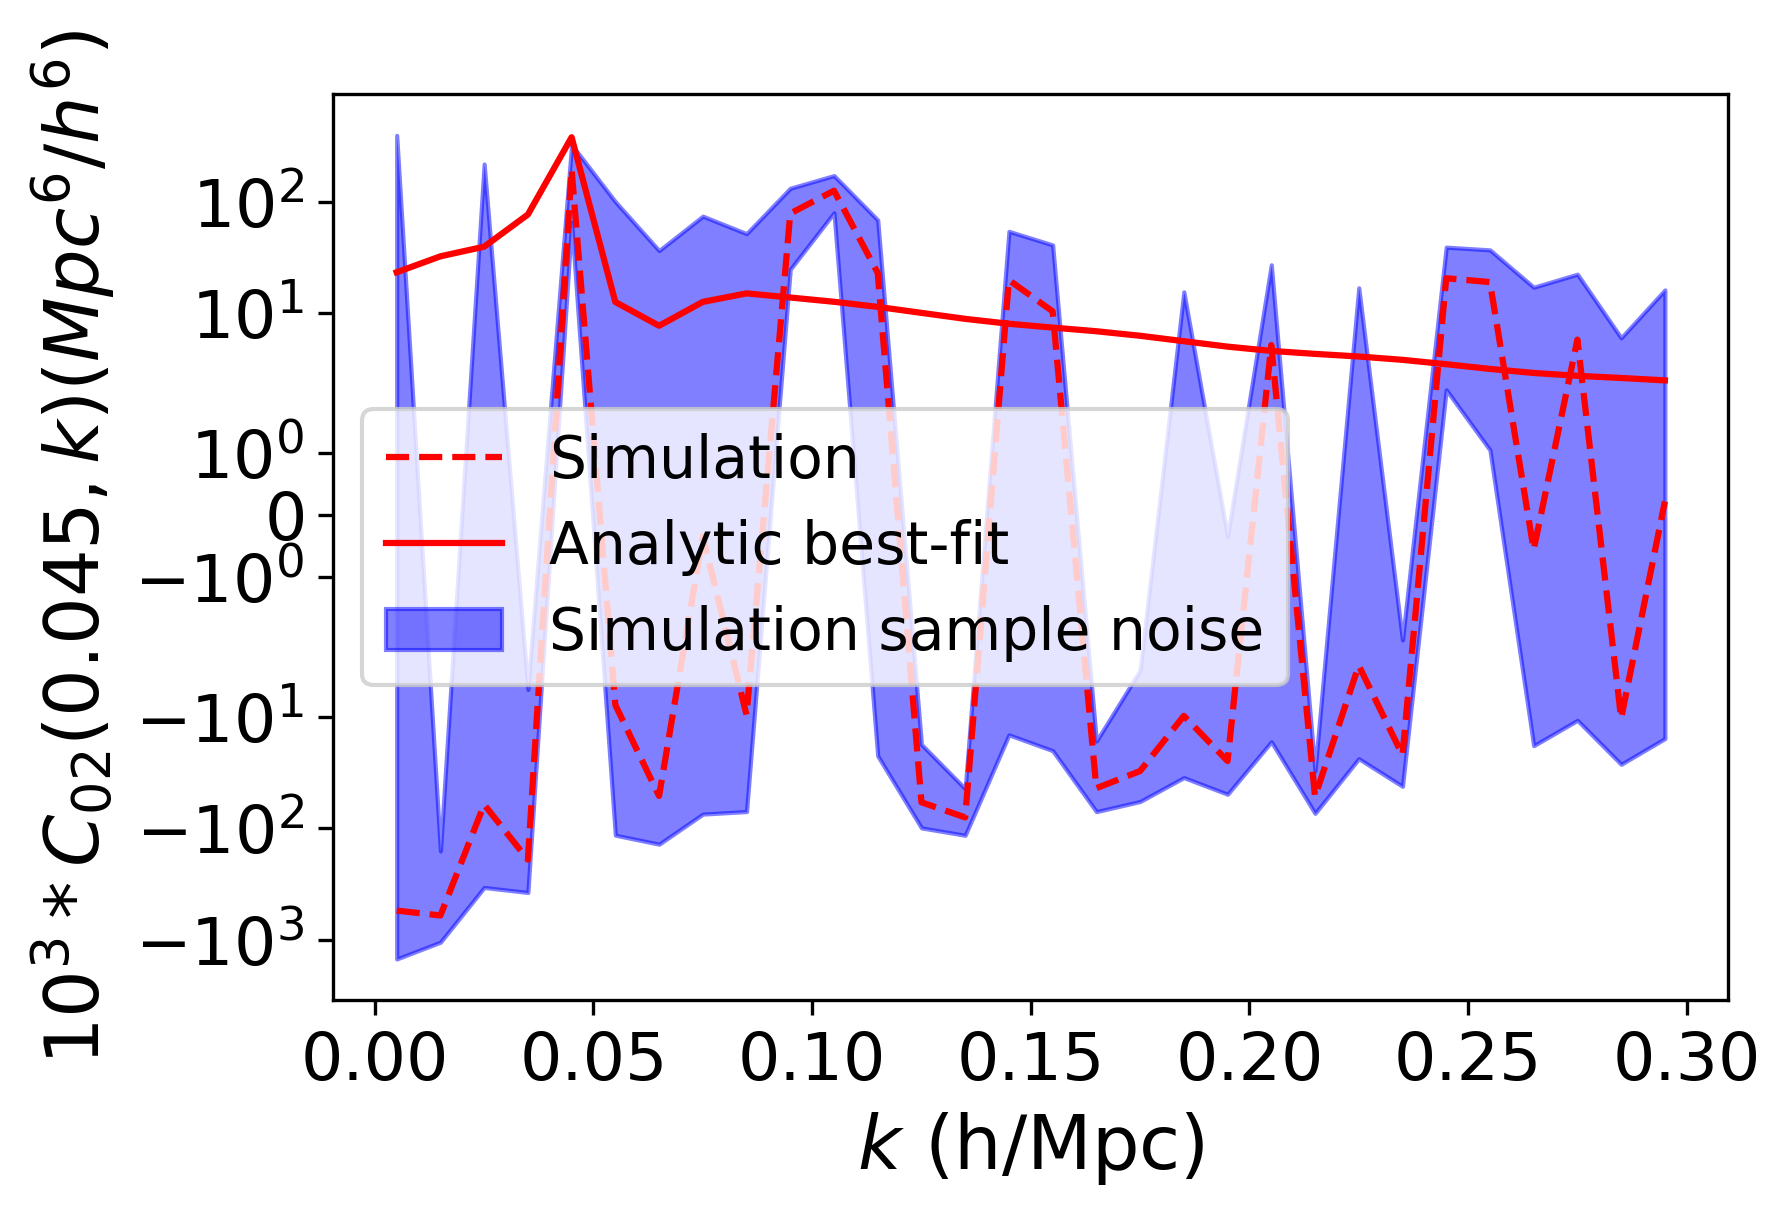 10³ * C₀₂(0.045, k)(Mpc⁶/h⁶)
10²
10¹
10⁰
0
−10⁰
−10¹
−10²
−10³
Simulation
Analytic best-fit
Simulation sample noise
0.00 0.05 0.10 0.15 0.20 0.25 0.30
k (h/Mpc)